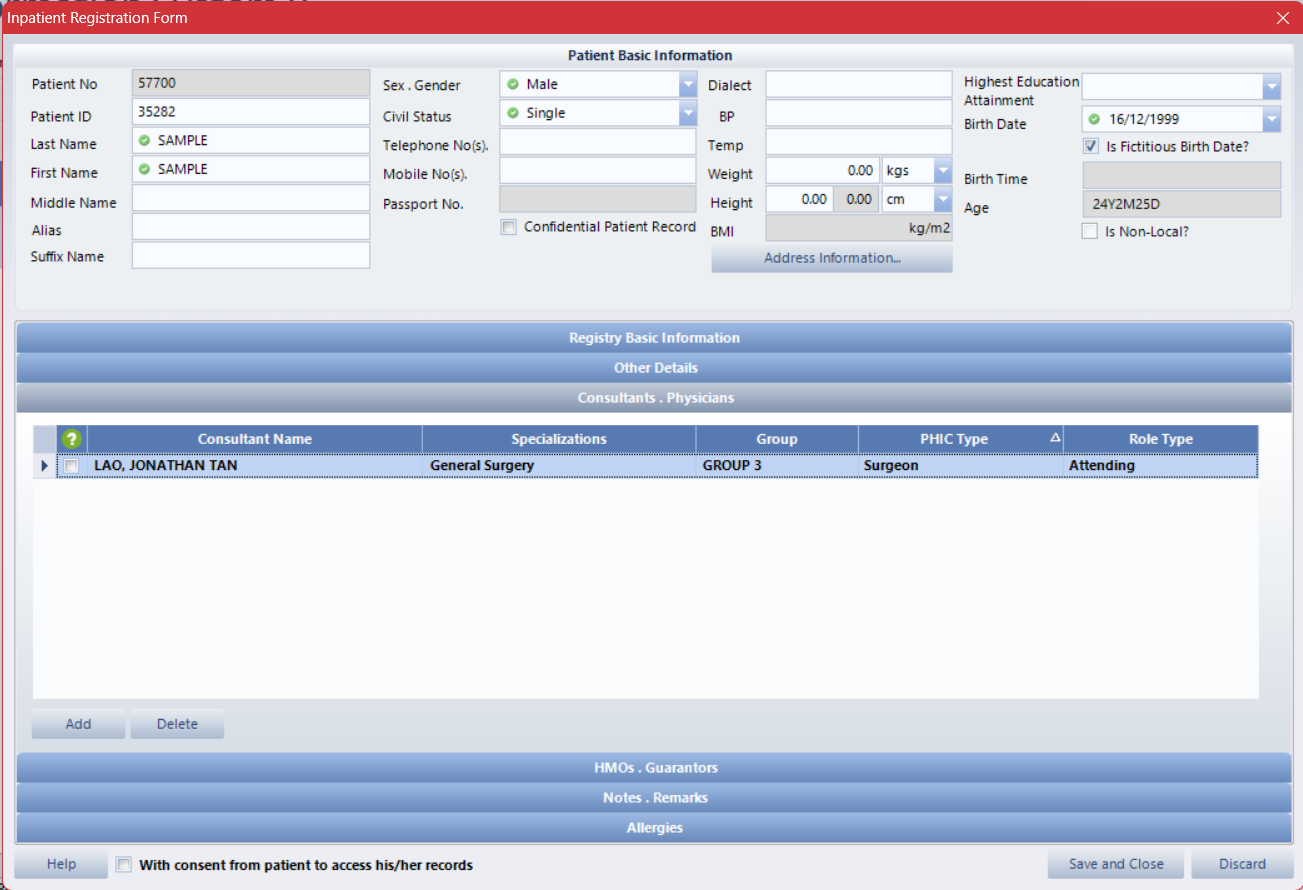 Inpatient Registration Form
Patient Basic Information
Patient No 57700
Patient ID 35282
Last Name SAMPLE
First Name SAMPLE
Middle Name
Alias
Suffix Name
Sex . Gender Male
Civil Status Single
Telephone No(s).
Mobile No(s).
Passport No.
Confidential Patient Record
Dialect
BP
Temp
Weight 0.00 kgs
Height 0.00 0.00 cm
BMI kg/m2
Address Information...
Highest Education
Attainment
Birth Date 16/12/1999
Is Fictitious Birth Date?
Birth Time
Age 24Y2M25D
Is Non-Local?
Registry Basic Information
Other Details
Consultants . Physicians
? Consultant Name Specializations Group PHIC Type Role Type
LAO, JONATHAN TAN General Surgery GROUP 3 Surgeon Attending
Add Delete
HMOs . Guarantors
Notes . Remarks
Allergies
Help With consent from patient to access his/her records Save and Close Discard